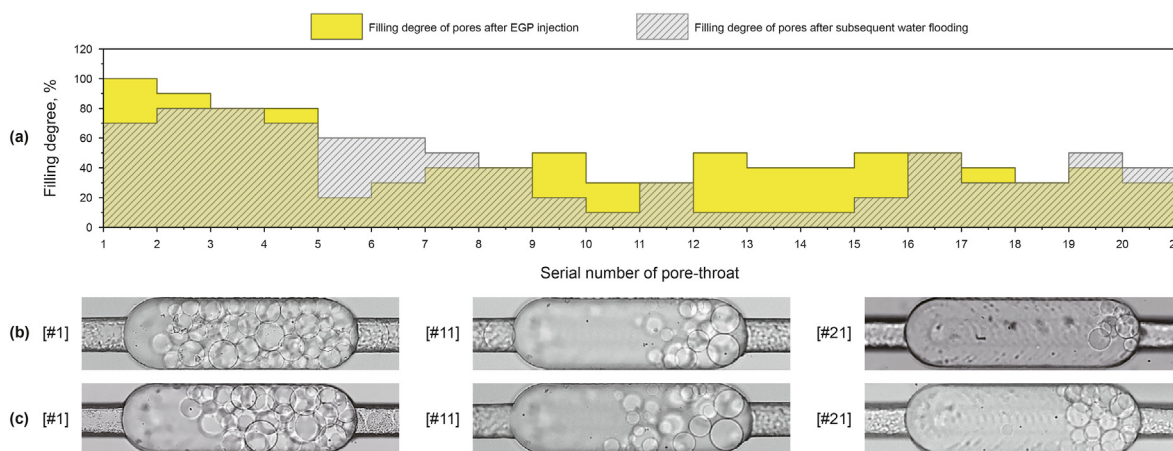 Filling degree of pores after EGP injection Filling degree of pores after subsequent water flooding
120
100
80
60
40
20
0
Filling degree, %
(a)
1 2 3 4 5 6 7 8 9 10 11 12 13 14 15 16 17 18 19 20
Serial number of pore-throat
(b) [#1] [#11] [#21]
(c) [#1] [#11] [#21]